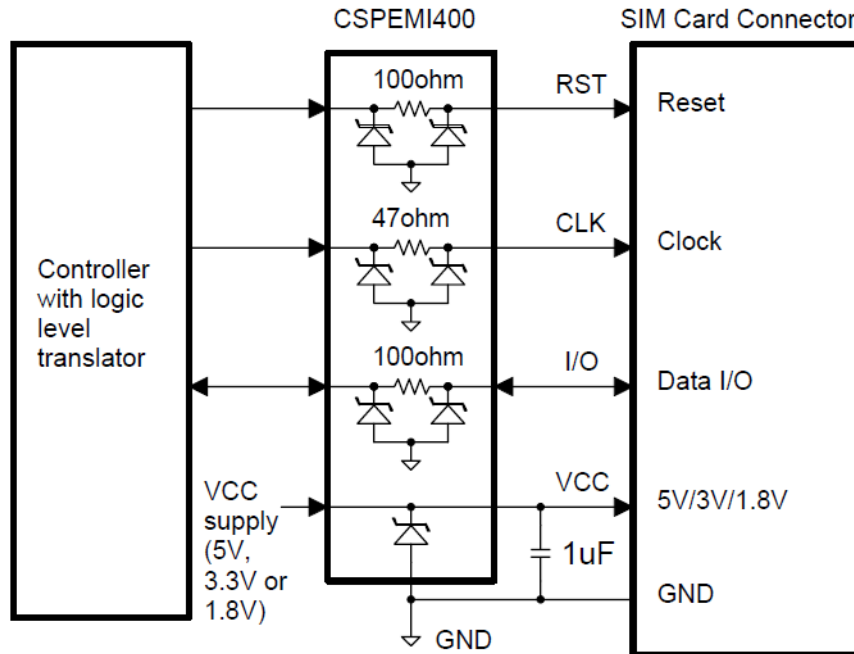 CSPEMI400
SIM Card Connector
100ohm
RST
Reset
47ohm
CLK
Clock
Controller
with logic
level
translator
100ohm
I/O
Data I/O
VCC
supply
(5V,
3.3V or
1.8V)
VCC
5V/3V/1.8V
1uF
GND
GND